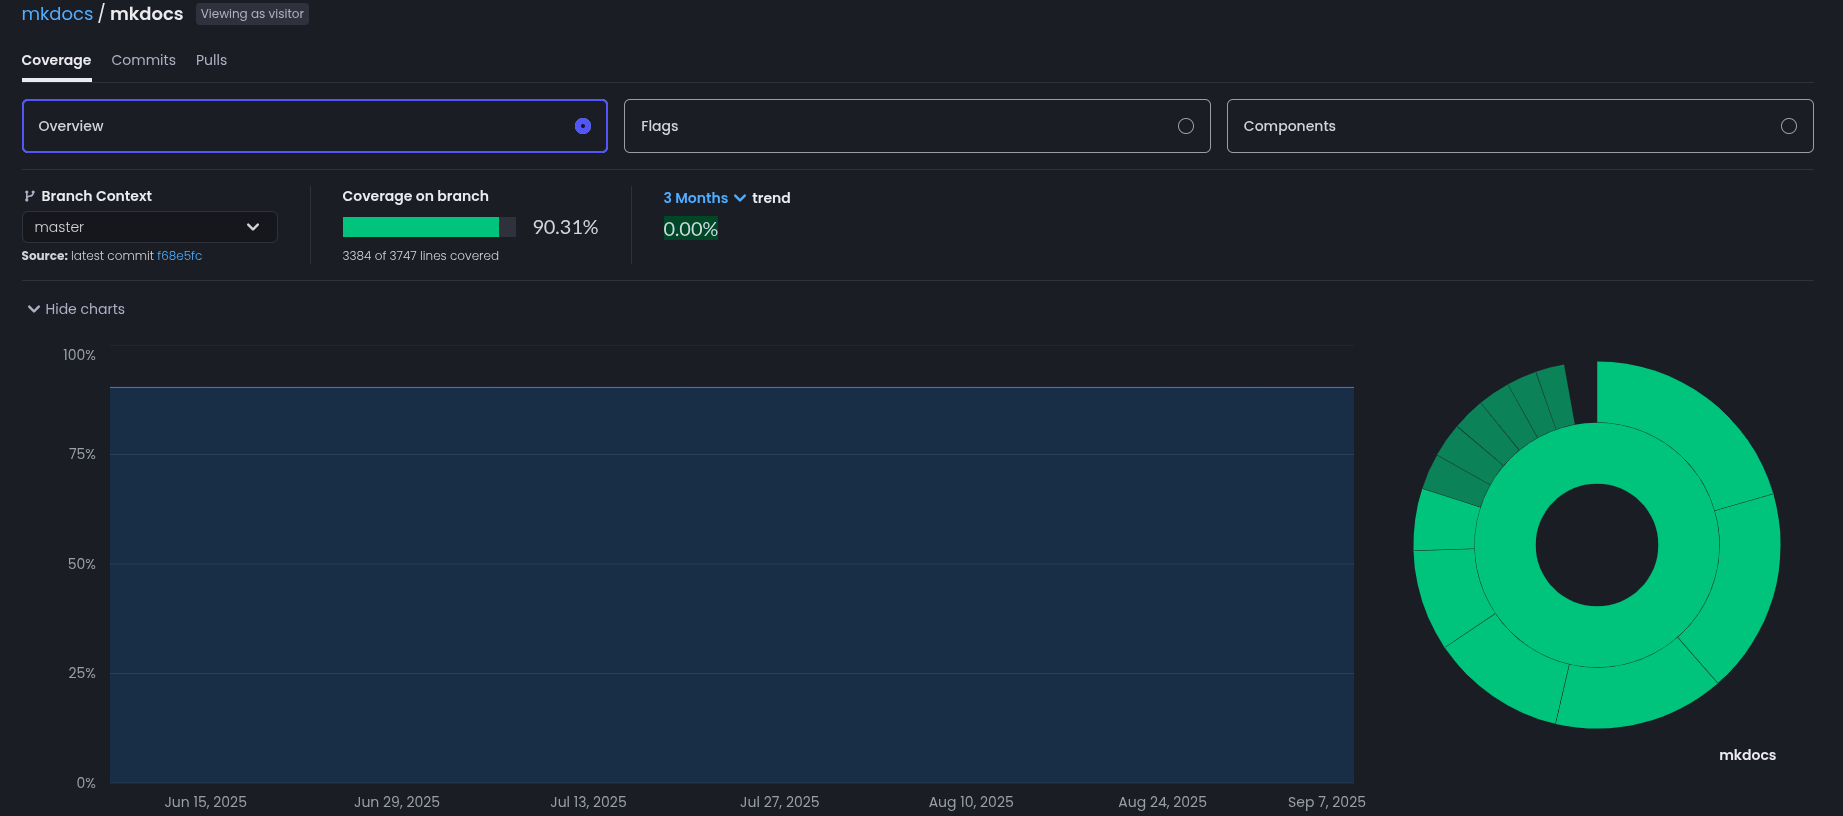 mkdocs / mkdocs Viewing as visitor
Coverage Commits Pulls
Overview Flags Components
Branch Context
master
Source: latest commit f68e5fc
Coverage on branch
90.31%
3384 of 3747 lines covered
3 Months trend
0.00%
Hide charts
100%
75%
50%
25%
0%
Jun 15, 2025 Jun 29, 2025 Jul 13, 2025 Jul 27, 2025 Aug 10, 2025 Aug 24, 2025 Sep 7, 2025
mkdocs